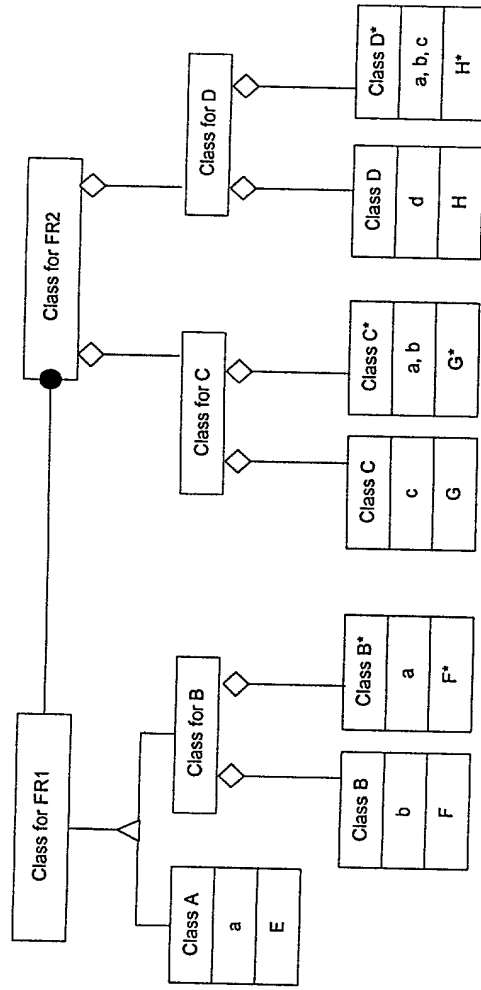 Class for FR1
Class for FR2
Class A
a
E
Class for B
Class for C
Class for D
Class B
b
F
Class B*
a
F*
Class C
c
G
Class C*
a, b
G*
Class D
d
H
Class D*
a, b, c
H*